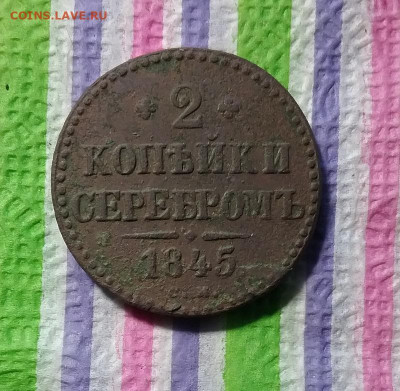 COINS.LAVE.RU
2
КОПѢЙКИ
СЕРЕБРОМЪ
1845